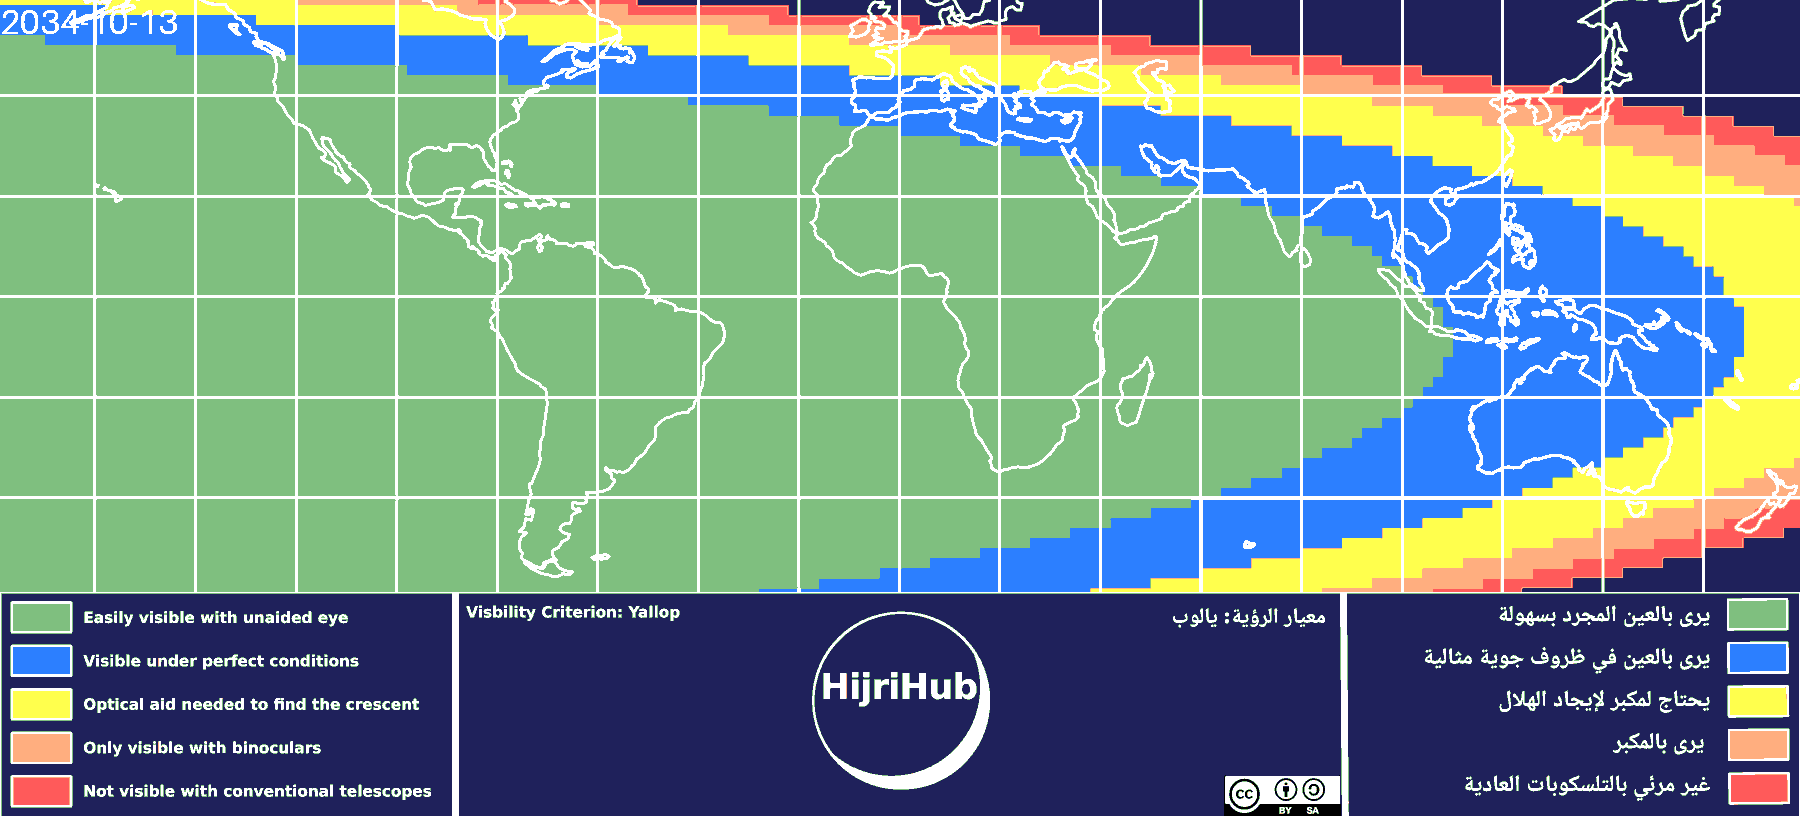 2034-10-13
Easily visible with unaided eye
Visible under perfect conditions
Optical aid needed to find the crescent
Only visible with binoculars
Not visible with conventional telescopes
Visbility Criterion: Yallop
معيار الرؤية: يالوب
HijriHub
cc
BY SA
يرى بالعين المجرد بسهولة
يرى بالعين في ظروف جوية مثالية
يحتاج لمكبر لإيجاد الهلال
يرى بالمكبر
غير مرئي بالتلسكوبات العادية